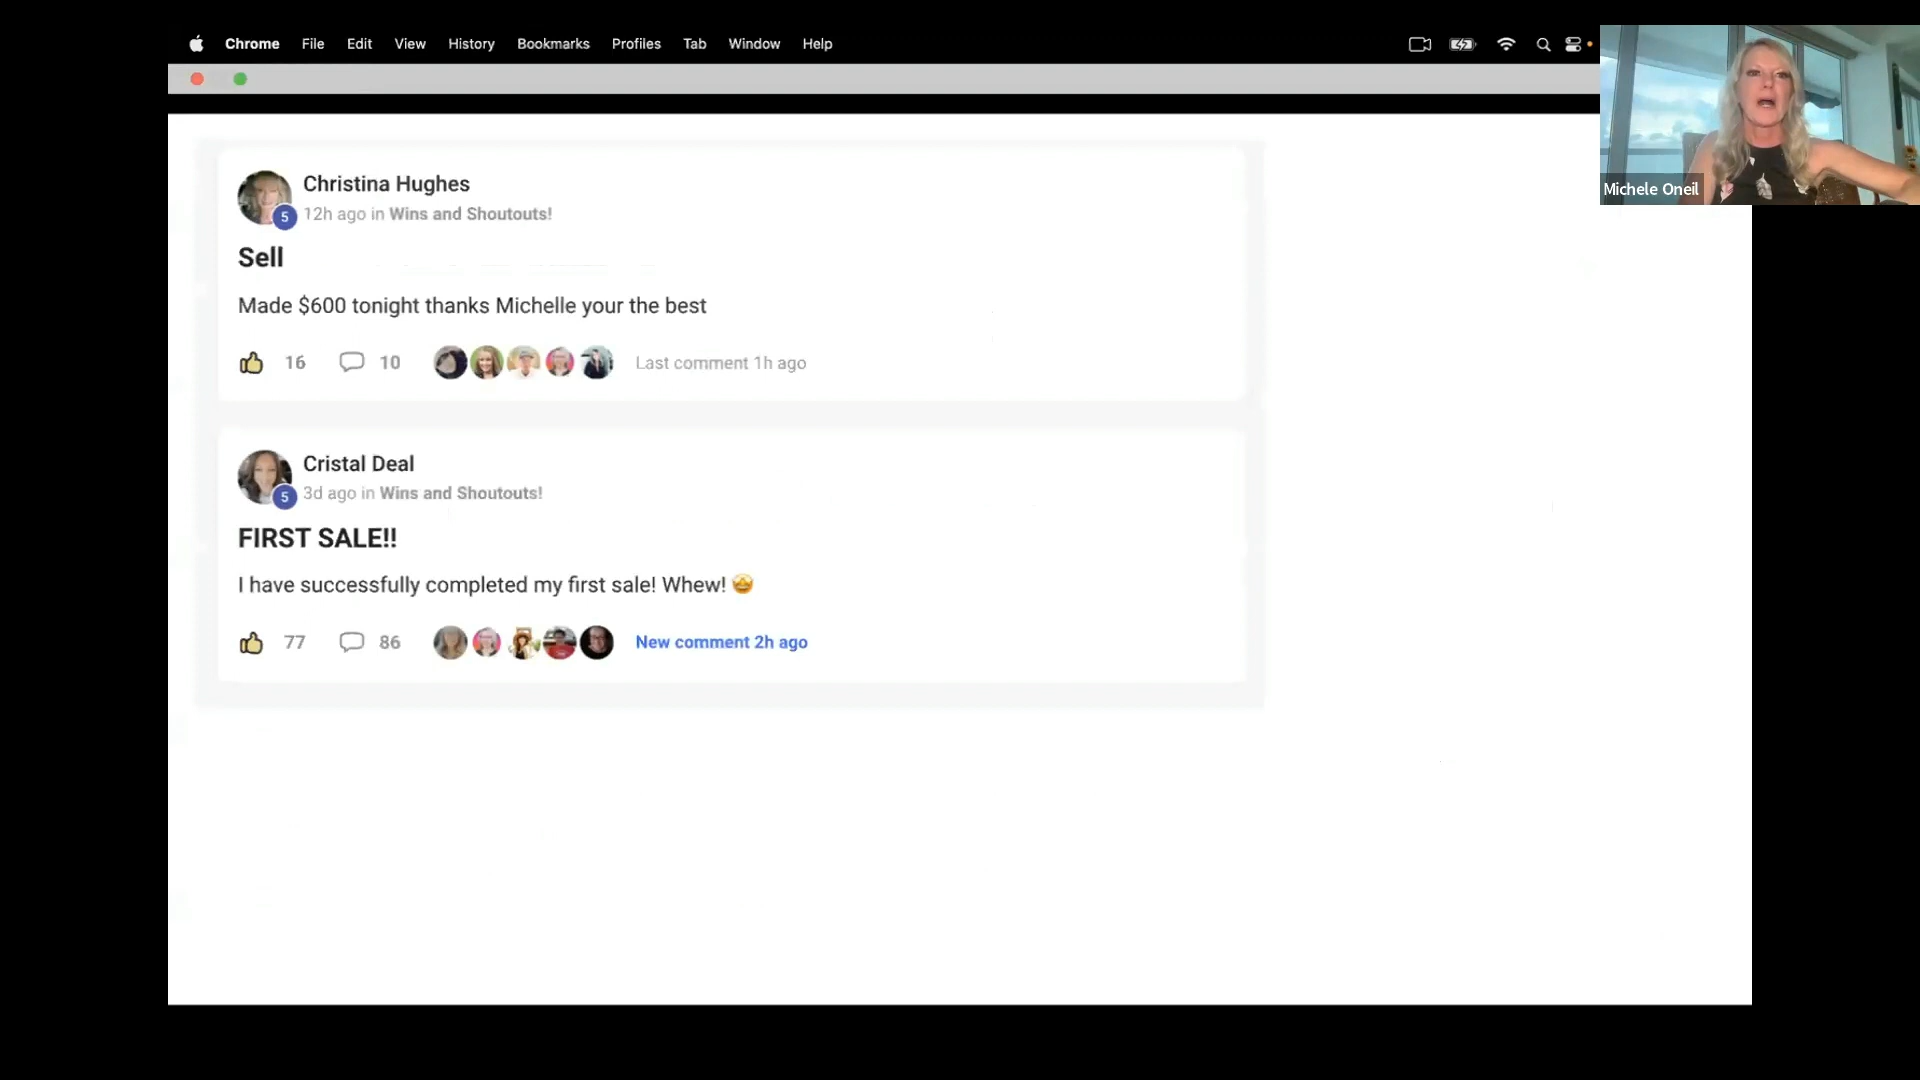 Chrome File Edit View History Bookmarks Profiles Tab Window Help
Michele Oneil
Christina Hughes
5
12h ago in Wins and Shoutouts!
Sell
Made $600 tonight thanks Michelle your the best
16 10 Last comment 1h ago
Cristal Deal
5
3d ago in Wins and Shoutouts!
FIRST SALE!!
I have successfully completed my first sale! Whew! 🤩
77 86 New comment 2h ago